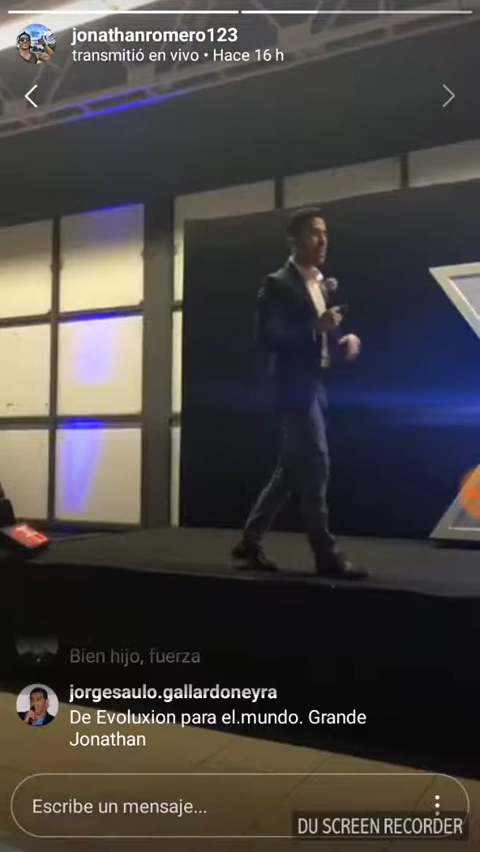 jonathanromero123
transmitió en vivo • Hace 16 h
Bien hijo, fuerza
jorgesaulo.gallardoneyra
De Evoluxion para el.mundo. Grande
Jonathan
Escribe un mensaje...
DU SCREEN RECORDER